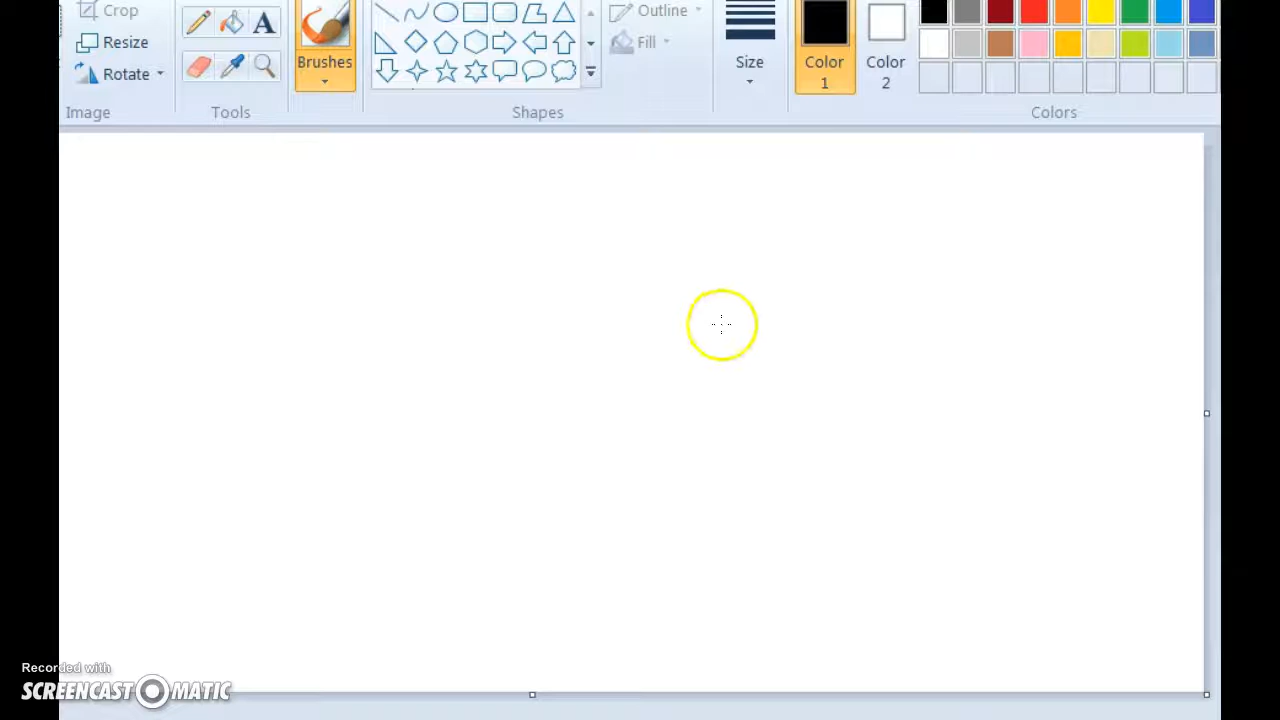 Crop
Resize
Rotate
Image
A
Tools
Brushes
Outline
Fill
Shapes
Size
Color
1
Color
2
Colors
Recorded with
SCREENCAST MATIC